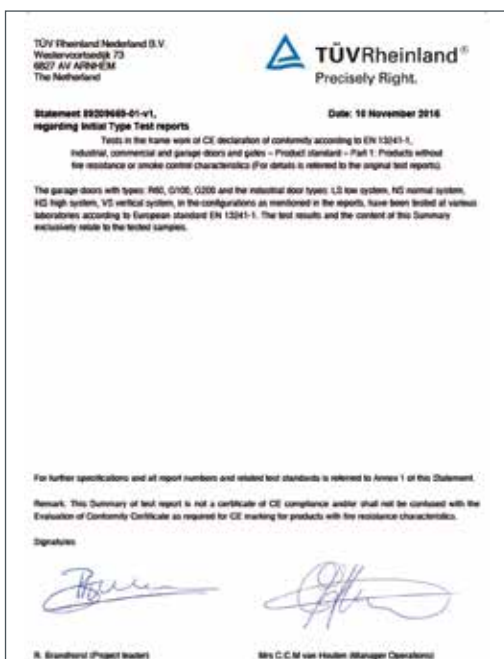 TÜV Rheinland Nederland B.V.
Westervoortsedijk 73
6827 AV ARNHEM
The Netherland
TÜVRheinland®
Precisely Right.
Statement 89209660-01-v1,
regarding Initial Type Test reports
Date: 10 November 2016
Tests in the frame work of CE declaration of conformity according to EN 13241-1,
Industrial, commercial and garage doors and gates – Product standard – Part 1: Products without
fire resistance or smoke control characteristics (For details is referred to the original test reports).
The garage doors with types: R60, G100, G200 and the industrial door types: LS low system, NS normal system,
HS high system, VS vertical system, in the configurations as mentioned in the reports, have been tested at various
laboratories according to European standard EN 13241-1. The test results and the content of this Summary
exclusively relate to the tested samples.
For further specifications and all report numbers and related test standards is referred to Annex 1 of this Statement.
Remark: This Summary of test report is not a certificate of CE compliance and/or shall not be confused with the
Evaluation of Conformity Certificate as required for CE marking for products with fire resistance characteristics.
Signatures
R. Brandhorst (Project leader)
Mrs C.C.M van Houten (Manager Operations)